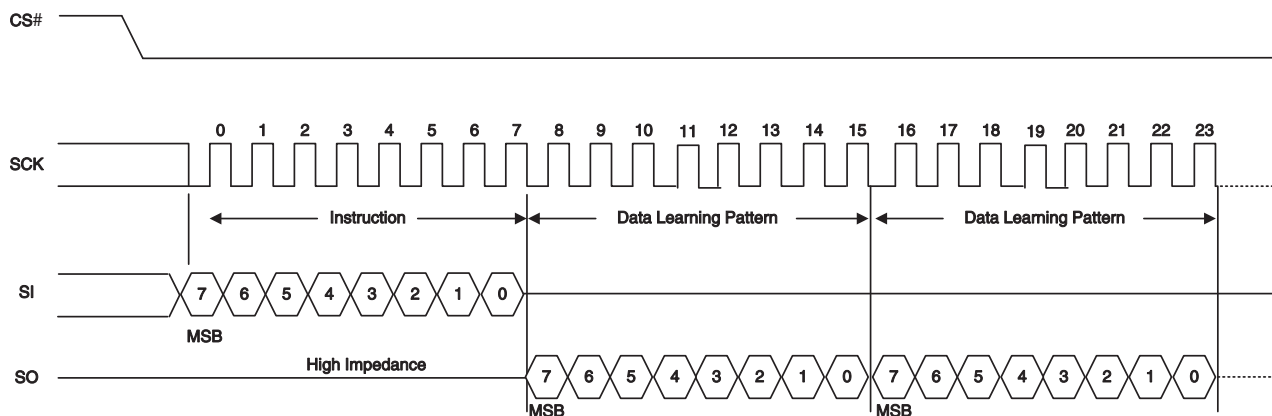 CS#
0 1 2 3 4 5 6 7 8 9 10 11 12 13 14 15 16 17 18 19 20 21 22 23
SCK
Instruction Data Learning Pattern Data Learning Pattern
SI 7 6 5 4 3 2 1 0
MSB
High Impedance
SO 7 6 5 4 3 2 1 0 7 6 5 4 3 2 1 0
MSB MSB